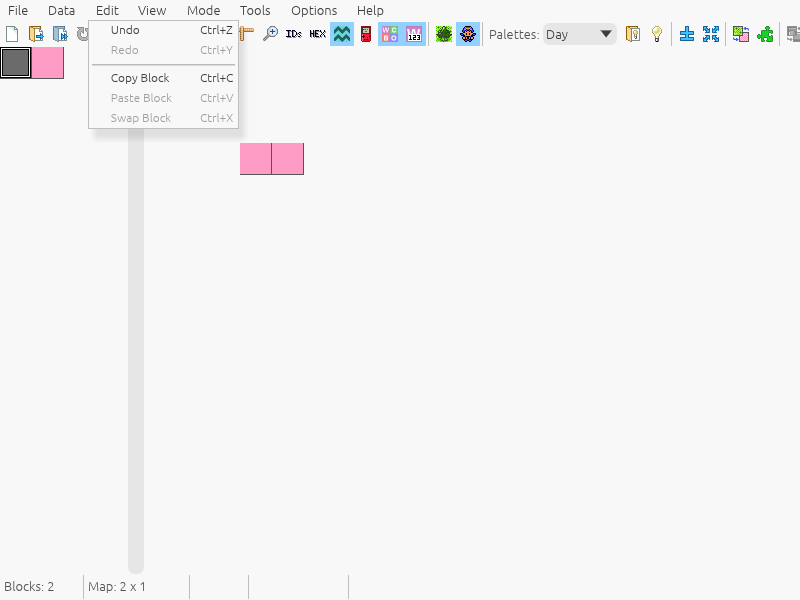 File Data Edit View Mode Tools Options Help
Undo Ctrl+Z
Redo Ctrl+Y
Copy Block Ctrl+C
Paste Block Ctrl+V
Swap Block Ctrl+X
IDs HEX 123 Palettes: Day
Blocks: 2 Map: 2 x 1